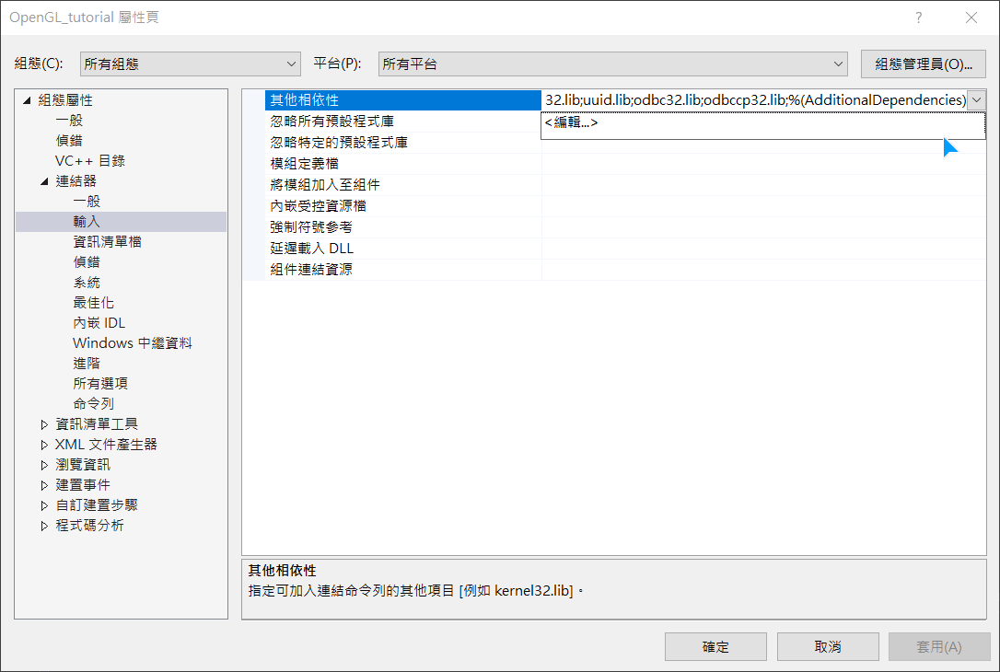 OpenGL_tutorial 屬性頁
組態(C):
所有組態
平台(P):
所有平台
組態管理員(O)...
組態屬性
一般
偵錯
VC++ 目錄
連結器
一般
輸入
資訊清單檔
偵錯
系統
最佳化
內嵌 IDL
Windows 中繼資料
進階
所有選項
命令列
資訊清單工具
XML 文件產生器
瀏覽資訊
建置事件
自訂建置步驟
程式碼分析
其他相依性 32.lib;uuid.lib;odbc32.lib;odbccp32.lib;%(AdditionalDependencies)
忽略所有預設程式庫 <編輯...>
忽略特定的預設程式庫
模組定義檔
將模組加入至組件
內嵌受控資源檔
強制符號參考
延遲載入 DLL
組件連結資源
其他相依性
指定可加入連結命令列的其他項目 [例如 kernel32.lib]。
確定
取消
套用(A)